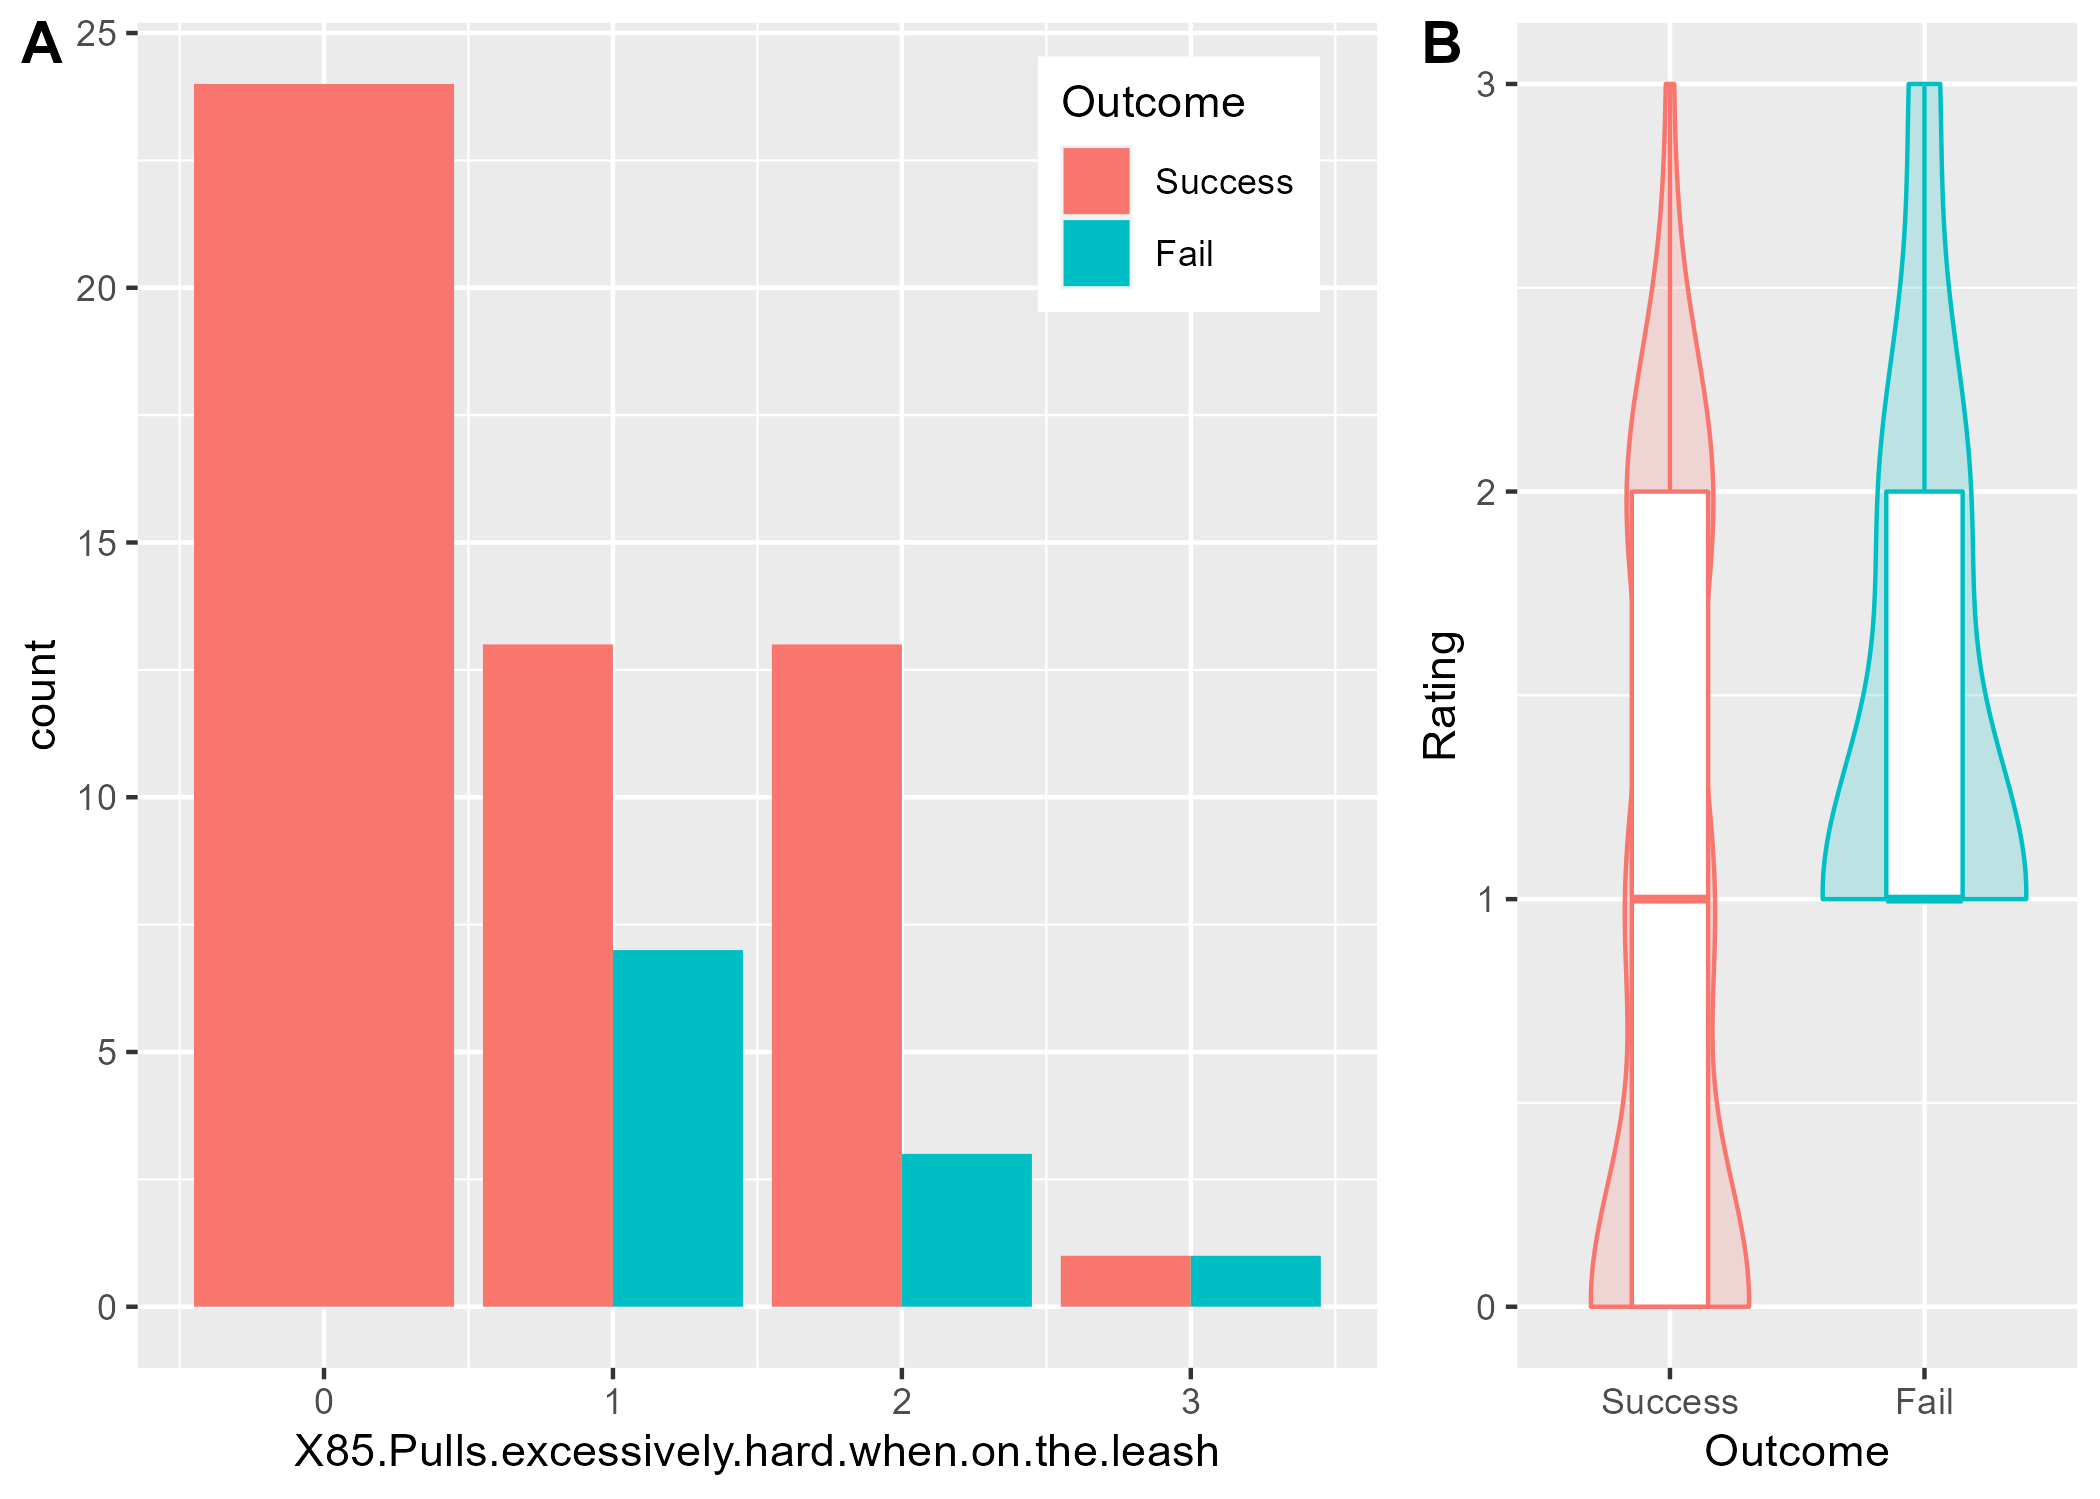 A
25
20
15
10
5
0
count
0 1 2 3
X85.Pulls.excessively.hard.when.on.the.leash
Outcome
Success
Fail
B
3
2
1
0
Rating
Success Fail
Outcome